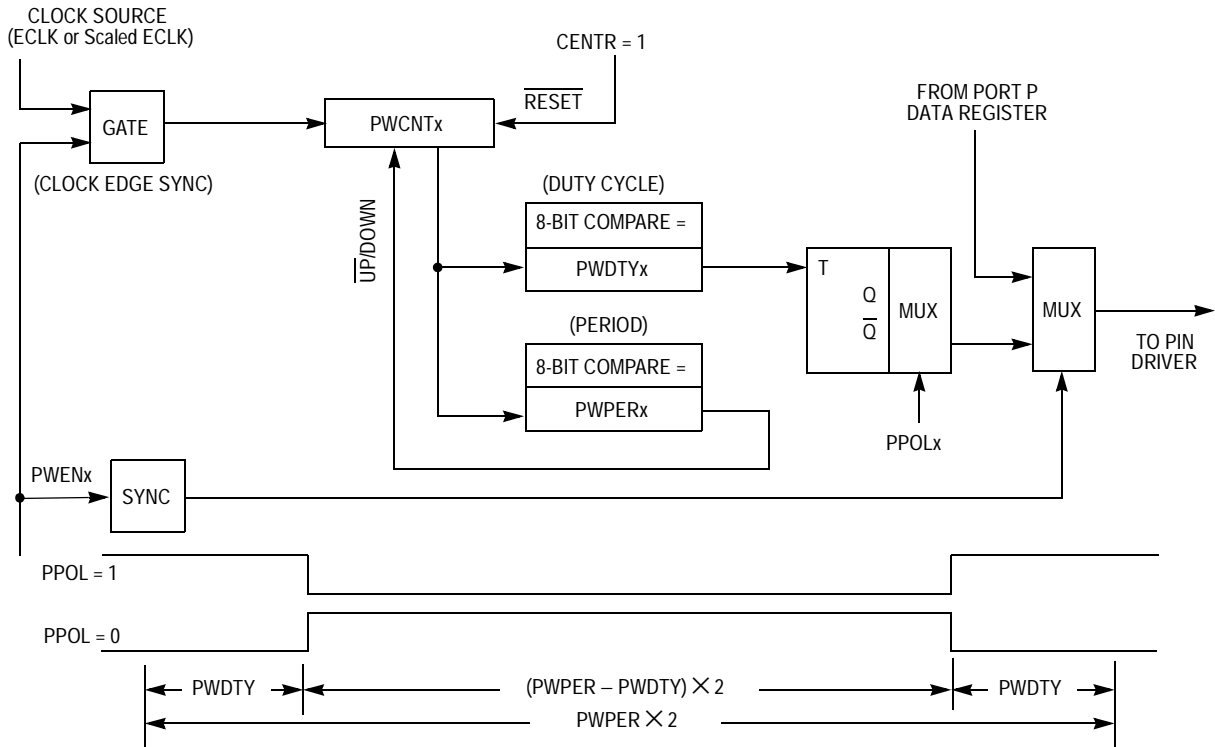 CLOCK SOURCE
(ECLK or Scaled ECLK)
CENTR = 1
RESET
FROM PORT P
DATA REGISTER
GATE
PWCNTx
(CLOCK EDGE SYNC)
UP/DOWN
(DUTY CYCLE)
8-BIT COMPARE =
PWDTYx
T
Q
Q
MUX
MUX
TO PIN
DRIVER
(PERIOD)
8-BIT COMPARE =
PWPERx
PPOLx
PWENx
SYNC
PPOL = 1
PPOL = 0
PWDTY
(PWPER – PWDTY) × 2
PWDTY
PWPER × 2